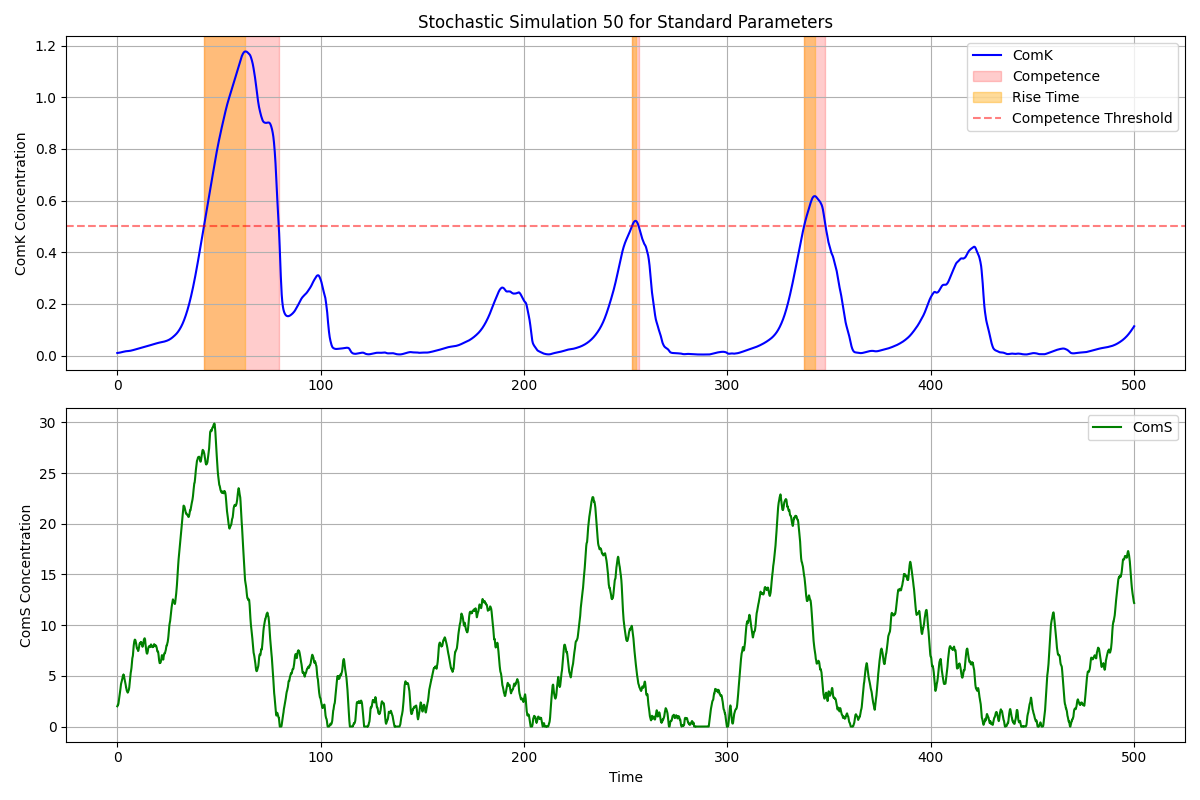 Stochastic Simulation 50 for Standard Parameters
ComK Concentration
1.2
1.0
0.8
0.6
0.4
0.2
0.0
ComK
Competence
Rise Time
Competence Threshold
0 100 200 300 400 500
ComS Concentration
30
25
20
15
10
5
0
ComS
0 100 200 300 400 500
Time